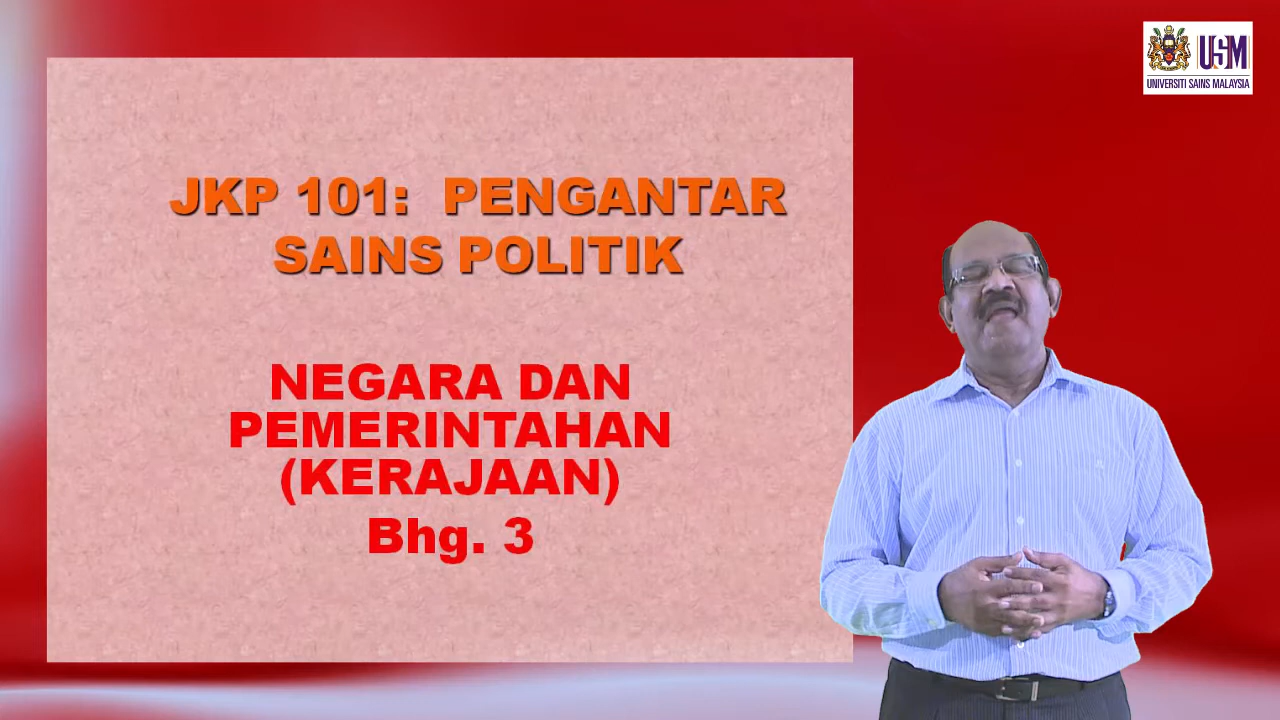 USM
UNIVERSITI SAINS MALAYSIA
JKP 101: PENGANTAR
SAINS POLITIK
NEGARA DAN
PEMERINTAHAN
(KERAJAAN)
Bhg. 3